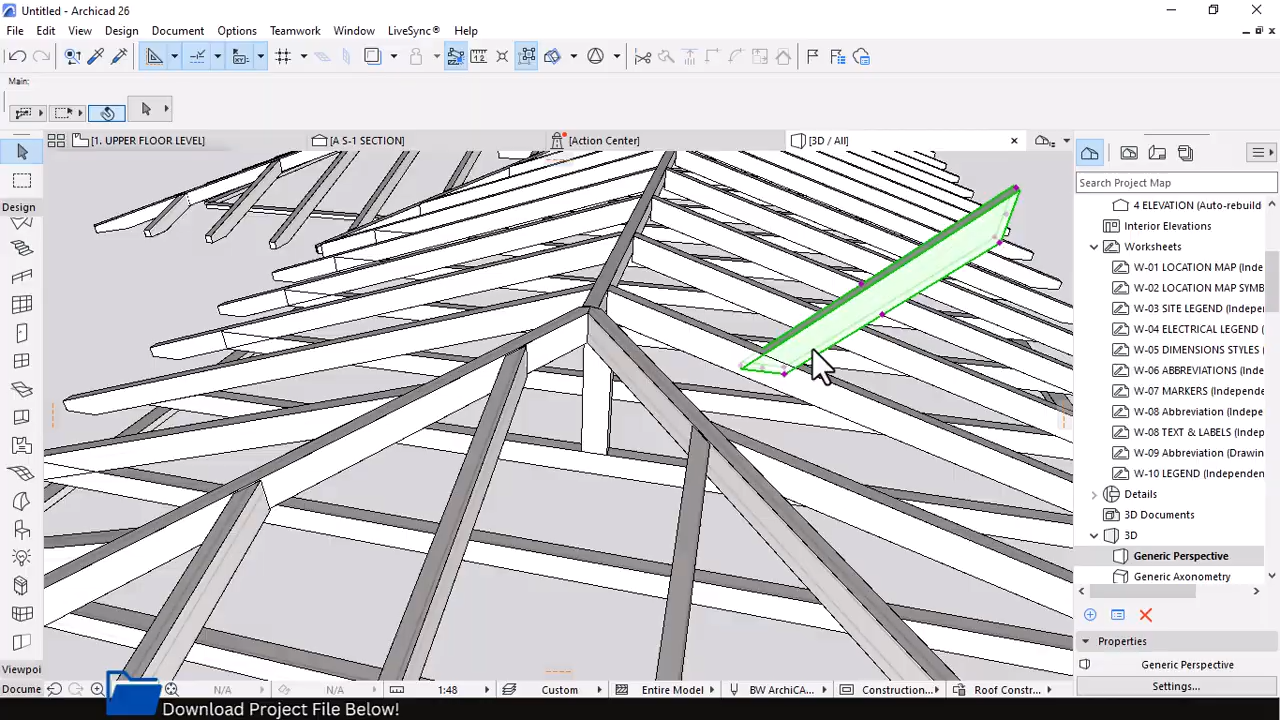 Untitled - Archicad 26
File Edit View Design Document Options Teamwork Window LiveSync® Help
Main:
[1. UPPER FLOOR LEVEL] [A S-1 SECTION] [Action Center] [3D / All]
Search Project Map
Design
4 ELEVATION (Auto-rebuild
Interior Elevations
Worksheets
W-01 LOCATION MAP (Inde
W-02 LOCATION MAP SYMB
W-03 SITE LEGEND (Indepen
W-04 ELECTRICAL LEGEND (
W-05 DIMENSIONS STYLES (
W-06 ABBREVIATIONS (Inde
W-07 MARKERS (Independen
W-08 Abbreviation (Indepe
W-08 TEXT & LABELS (Indep
W-09 Abbreviation (Drawin
W-10 LEGEND (Independent
Details
3D Documents
3D
Generic Perspective
Generic Axonometry
Properties
Generic Perspective
Settings...
Viewpoi
Docume
N/A N/A 1:48 Custom Entire Model BW ArchiCA... Construction... Roof Constr...
Download Project File Below!